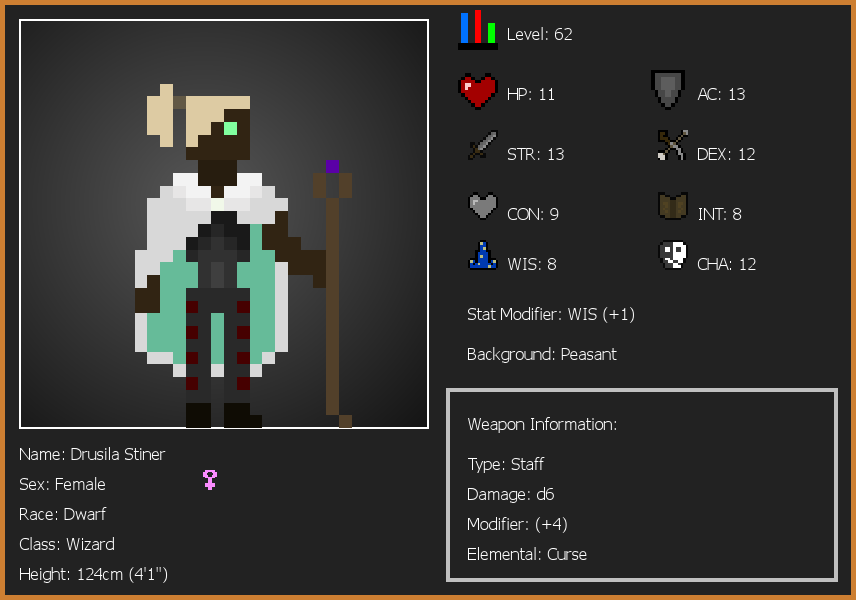 Level: 62
HP: 11
AC: 13
STR: 13
DEX: 12
CON: 9
INT: 8
WIS: 8
CHA: 12
Stat Modifier: WIS (+1)
Background: Peasant
Weapon Information:
Type: Staff
Damage: d6
Modifier: (+4)
Elemental: Curse
Name: Drusila Stiner
Sex: Female
Race: Dwarf
Class: Wizard
Height: 124cm (4'1")